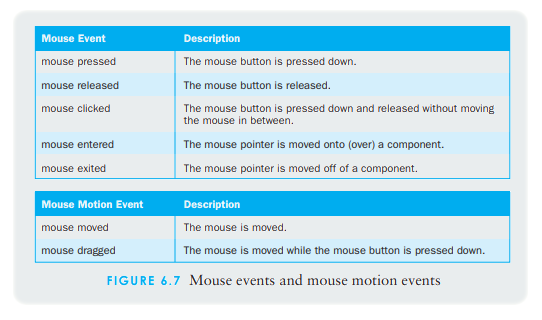 Mouse Event Description
mouse pressed The mouse button is pressed down.
mouse released The mouse button is released.
mouse clicked The mouse button is pressed down and released without moving
the mouse in between.
mouse entered The mouse pointer is moved onto (over) a component.
mouse exited The mouse pointer is moved off of a component.
Mouse Motion Event Description
mouse moved The mouse is moved.
mouse dragged The mouse is moved while the mouse button is pressed down.
FIGURE 6.7 Mouse events and mouse motion events